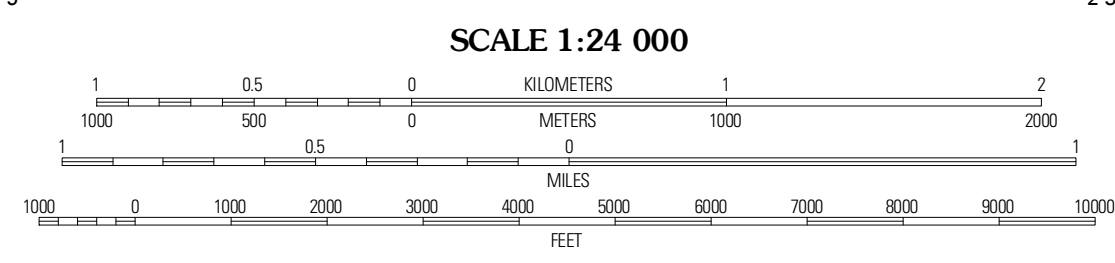 SCALE 1:24 000
1 0.5 0 KILOMETERS 1 2
1000 500 0 METERS 1000 2000
1 0.5 0 1
MILES
1000 0 1000 2000 3000 4000 5000 6000 7000 8000 9000 10000
FEET